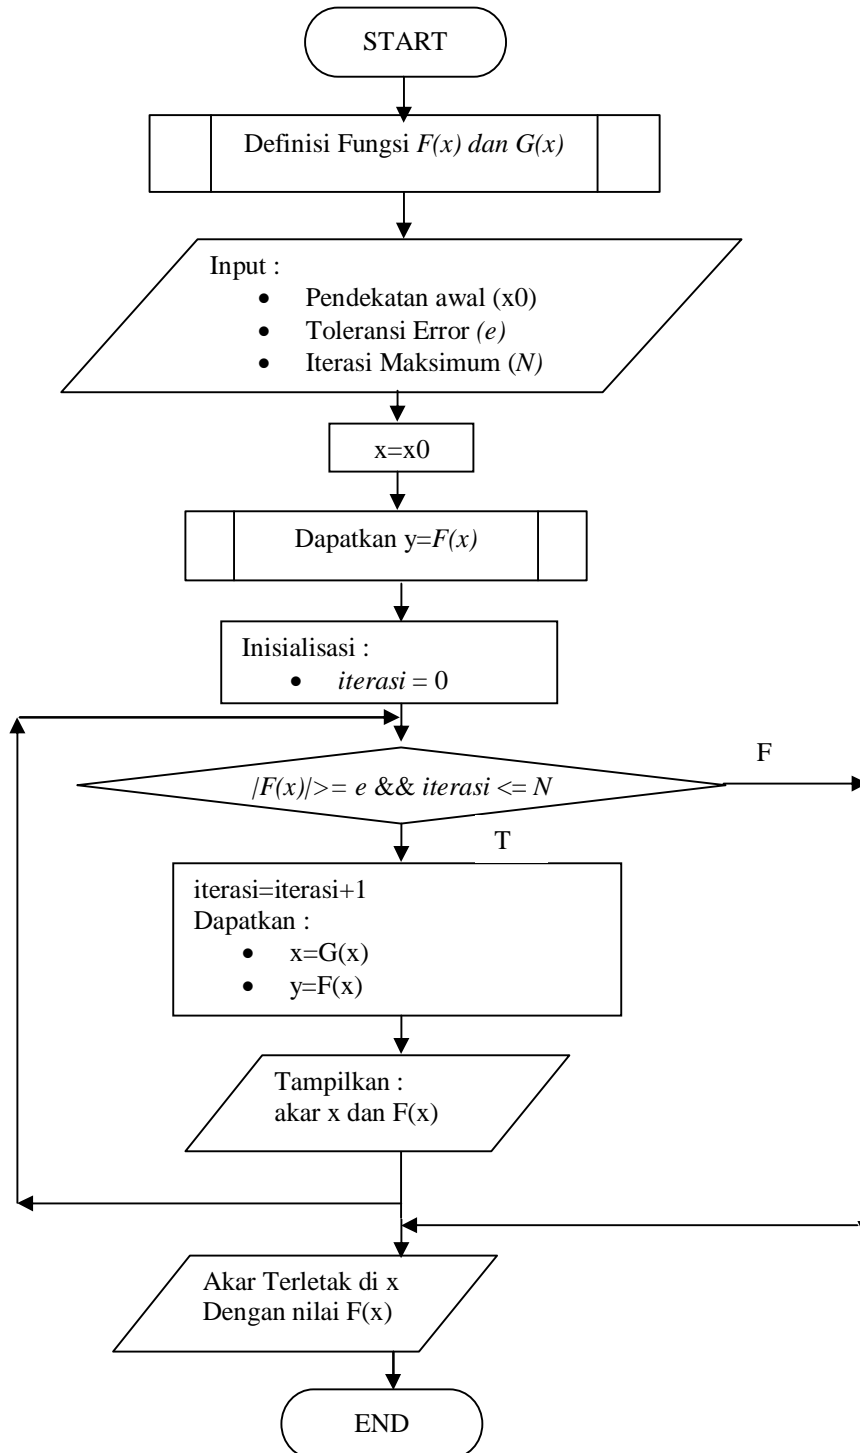 START
Definisi Fungsi F(x) dan G(x)
Input :
• Pendekatan awal (x0)
• Toleransi Error (e)
• Iterasi Maksimum (N)
x=x0
Dapatkan y=F(x)
Inisialisasi :
• iterasi = 0
F
|F(x)|>= e && iterasi <= N
T
iterasi=iterasi+1
Dapatkan :
• x=G(x)
• y=F(x)
Tampilkan :
akar x dan F(x)
Akar Terletak di x
Dengan nilai F(x)
END